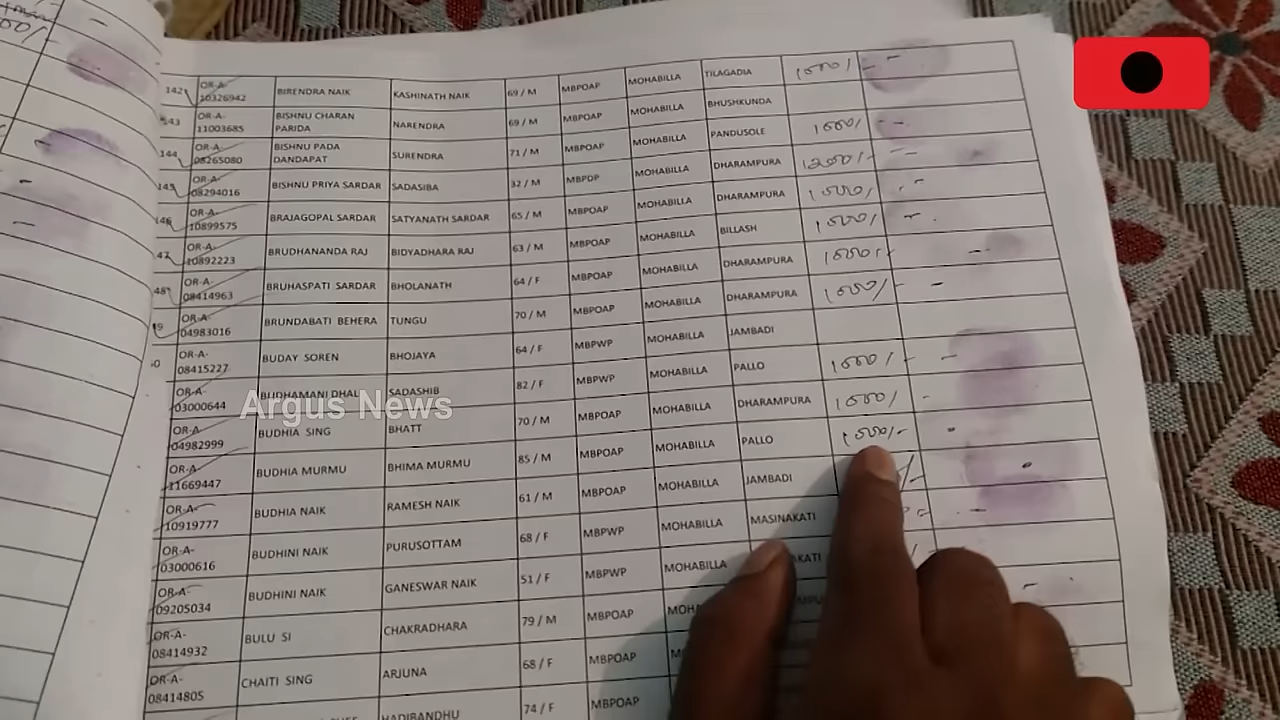 142 OR-A-10326942 BIRENDRA NAIK KASHINATH NAIK 69 / M MBPOAP MOHABILLA TILAGADIA 1000/-
143 OR-A-11003685 BISHNU CHARAN PARIDA NARENDRA 69 / M MBPOAP MOHABILLA BHUSHKUNDA
144 OR-A-08265080 BISHNU PADA DANDAPAT SURENDRA 71 / M MBPOAP MOHABILLA PANDUSOLE 1000/-
145 OR-A-08294016 BISHNU PRIYA SARDAR SADASIBA 32 / M MBPDP MOHABILLA DHARAMPURA 12000/-
146 OR-A-10899575 BRAJAGOPAL SARDAR SATYANATH SARDAR 65 / M MBPOAP MOHABILLA DHARAMPURA 1000/
47 OR-A-10892223 BRUDHANANDA RAJ BIDYADHARA RAJ 63 / M MBPOAP MOHABILLA BILLASH 1000/
48 OR-A-08414963 BRUHASPATI SARDAR BHOLANATH 64 / F MBPOAP MOHABILLA DHARAMPURA 1000/-
9 OR-A-04983016 BRUNDABATI BEHERA TUNGU 70 / M MBPOAP MOHABILLA DHARAMPURA 1000/-
0 OR-A-08415227 BUDAY SOREN BHOJAYA 64 / F MBPWP MOHABILLA JAMBADI
OR-A-03000644 BUDHAMANI DHAL SADASHIB 82 / F MBPWP MOHABILLA PALLO 1000/-
OR-A-04982999 BUDHIA SING BHATT 70 / M MBPOAP MOHABILLA DHARAMPURA 1000/
OR-A-11669447 BUDHIA MURMU BHIMA MURMU 85 / M MBPOAP MOHABILLA PALLO 1000/-
OR-A-10919777 BUDHIA NAIK RAMESH NAIK 61 / M MBPOAP MOHABILLA JAMBADI
OR-A-03000616 BUDHINI NAIK PURUSOTTAM 68 / F MBPWP MOHABILLA MASINAKATI
OR-A-09205034 BUDHINI NAIK GANESWAR NAIK 51 / F MBPWP MOHABILLA
OR-A-08414932 BULU SI CHAKRADHARA 79 / M MBPOAP
OR-A-08414805 CHAITI SING ARJUNA 68 / F MBPOAP
HADIBANDHU 74 / F MBPOAP
Argus News